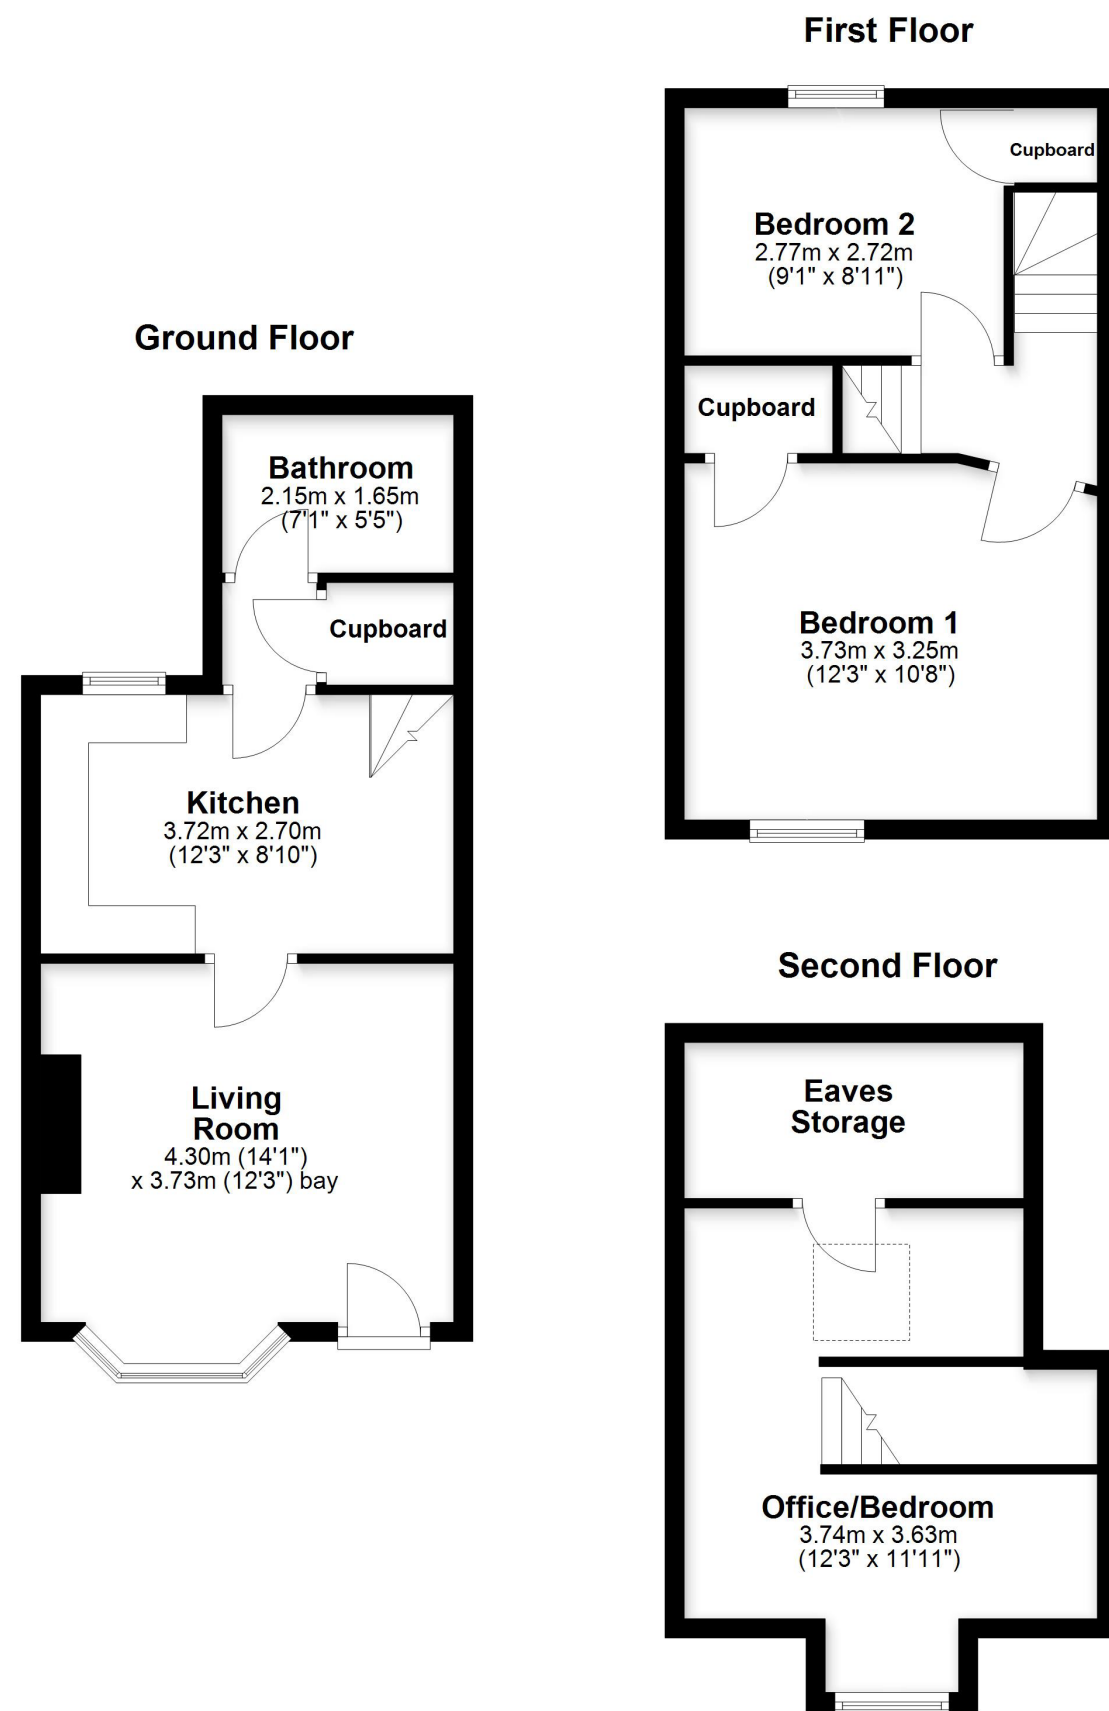 Ground Floor
Bathroom
2.15m x 1.65m
(7'1" x 5'5")
Cupboard
Kitchen
3.72m x 2.70m
(12'3" x 8'10")
Living
Room
4.30m (14'1")
x 3.73m (12'3") bay
First Floor
Cupboard
Bedroom 2
2.77m x 2.72m
(9'1" x 8'11")
Cupboard
Bedroom 1
3.73m x 3.25m
(12'3" x 10'8")
Second Floor
Eaves
Storage
Office/Bedroom
3.74m x 3.63m
(12'3" x 11'11")